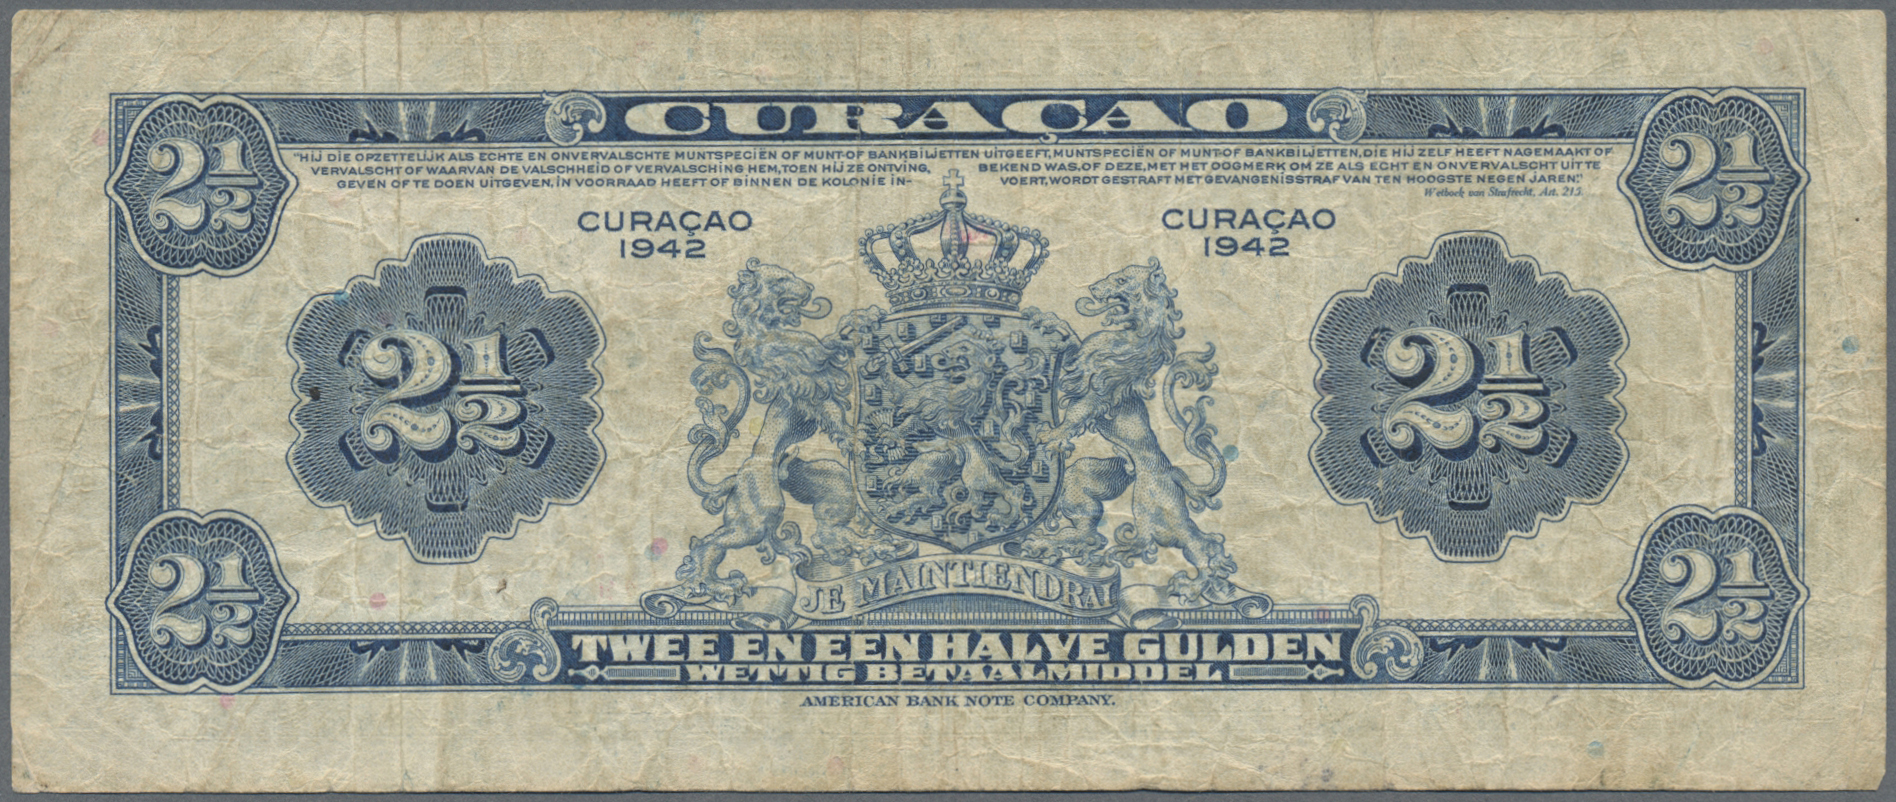 CURAÇAO
2½ 2½
"HIJ DIE OPZETTELIJK ALS ECHTE EN ONVERVALSCHTE MUNTSPECIËN OF MUNT-OF BANKBILJETTEN UITGEEFT, MUNTSPECIËN OF MUNT-OF BANKBILJETTEN, DIE HIJ ZELF HEEFT NAGEMAAKT OF
VERVALSCHT OF WAARVAN DE VALSCHHEID OF VERVALSCHING HEM, TOEN HIJ ZE ONTVING, BEKEND WAS, OF DEZE, MET HET OOGMERK OM ZE ALS ECHT EN ONVERVALSCHT UIT TE
GEVEN OF TE DOEN UITGEVEN, IN VOORRAAD HEEFT OF BINNEN DE KOLONIE IN- VOERT, WORDT GESTRAFT MET GEVANGENISSTRAF VAN TEN HOOGSTE NEGEN JAREN."
Wetboek van Strafrecht, Art. 215.
CURAÇAO CURAÇAO
1942 1942
2½ 2½
JE MAINTIENDRAI
2½ 2½
TWEE EN EEN HALVE GULDEN
WETTIG BETAALMIDDEL
AMERICAN BANK NOTE COMPANY.